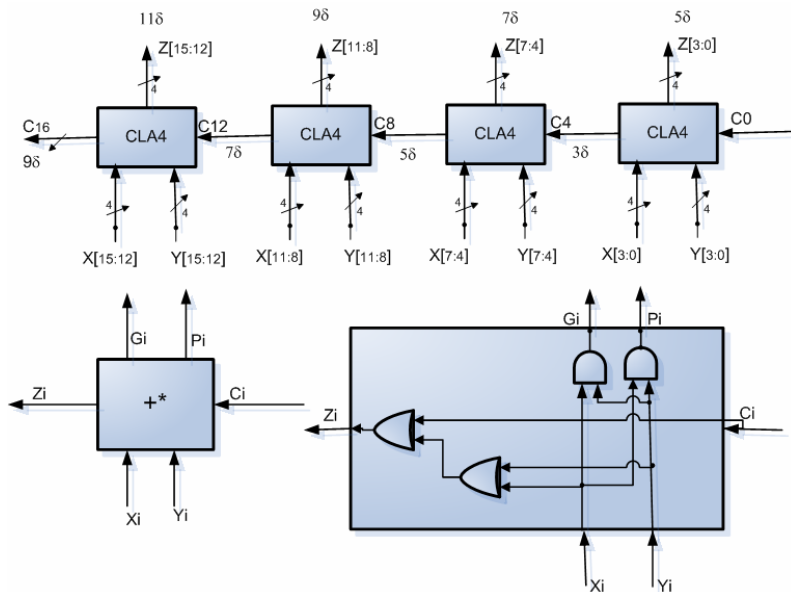 11δ 9δ 7δ 5δ
Z[15:12] Z[11:8] Z[7:4] Z[3:0]
4 4 4 4
C16 CLA4 C12 CLA4 C8 CLA4 C4 CLA4 C0
9δ 7δ 5δ 3δ
4 4 4 4 4 4 4 4
X[15:12] Y[15:12] X[11:8] Y[11:8] X[7:4] Y[7:4] X[3:0] Y[3:0]
Gi Pi
Zi +* Ci
Xi Yi
Gi Pi
Zi Ci
Xi Yi